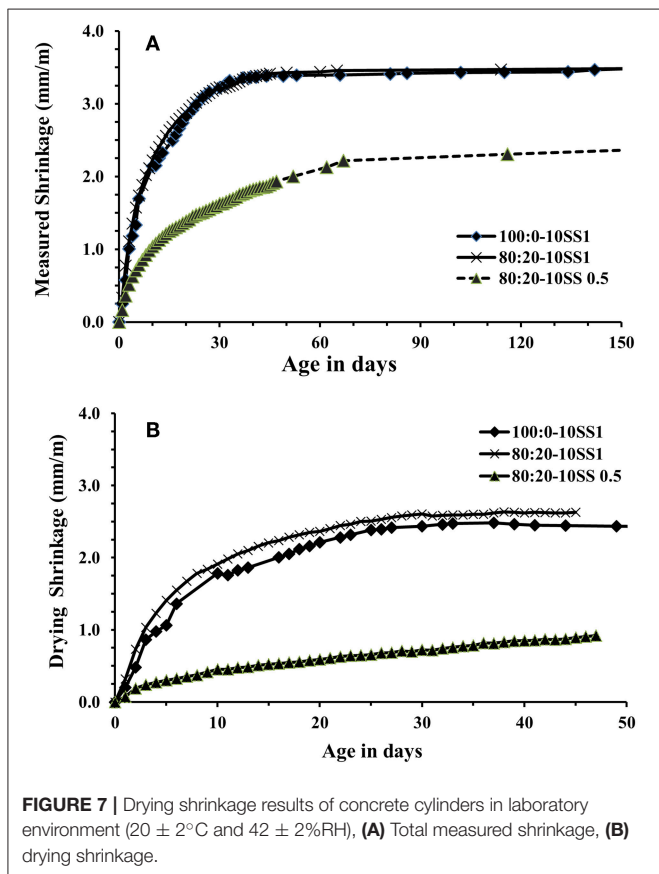 A
4.0
3.0
2.0
1.0
0.0
Measured Shrinkage (mm/m)
100:0-10SS1
80:20-10SS1
80:20-10SS 0.5
0 30 60 90 120 150
Age in days
B
4.0
3.0
2.0
1.0
0.0
Drying Shrinkage (mm/m)
100:0-10SS1
80:20-10SS1
80:20-10SS 0.5
0 10 20 30 40 50
Age in days
FIGURE 7 | Drying shrinkage results of concrete cylinders in laboratory
environment (20 ± 2°C and 42 ± 2%RH), (A) Total measured shrinkage, (B)
drying shrinkage.